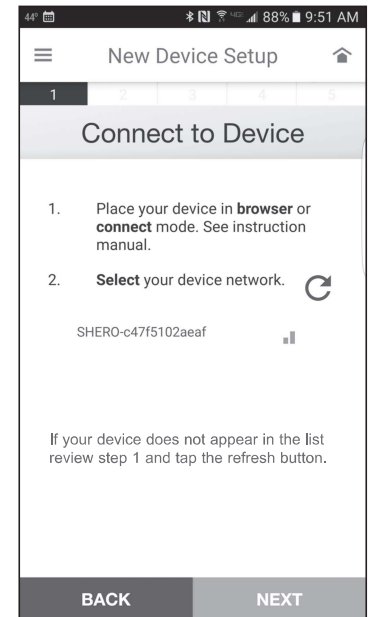 44° 4G LTE 88% 9:51 AM
New Device Setup
1 2 3 4 5
Connect to Device
1. Place your device in browser or
connect mode. See instruction
manual.
2. Select your device network.
SHERO-c47f5102aeaf
If your device does not appear in the list
review step 1 and tap the refresh button.
BACK NEXT